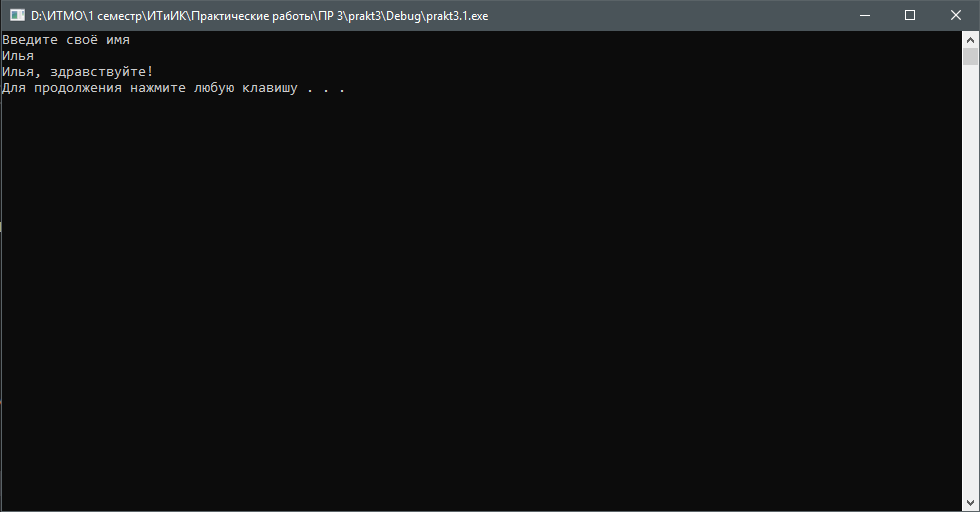 D:\ИТМО\1 семестр\ИТиИК\Практические работы\ПР 3\prakt3\Debug\prakt3.1.exe
Введите своё имя
Илья
Илья, здравствуйте!
Для продолжения нажмите любую клавишу . . .